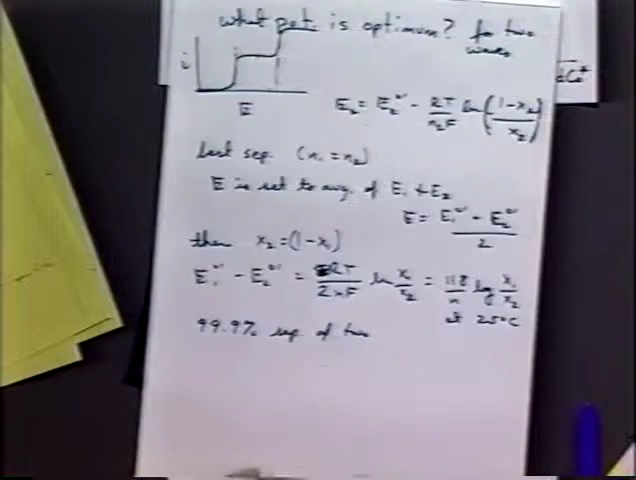 what pot. is optimum? for two waves
i
E
E₂ = E₂°' - RT/n₂F ln((1-x₂)/x₂)
best sep. (n₁ = n₂)
E is set to avg. of E₁ & E₂
E = (E₁°' - E₂°')/2
then x₂ = (1-x₁)
E₁°' - E₂°' = 2RT/2nF ln x₁/x₂ = 118/n log x₁/x₂
at 25°C
99.9% sep. of two